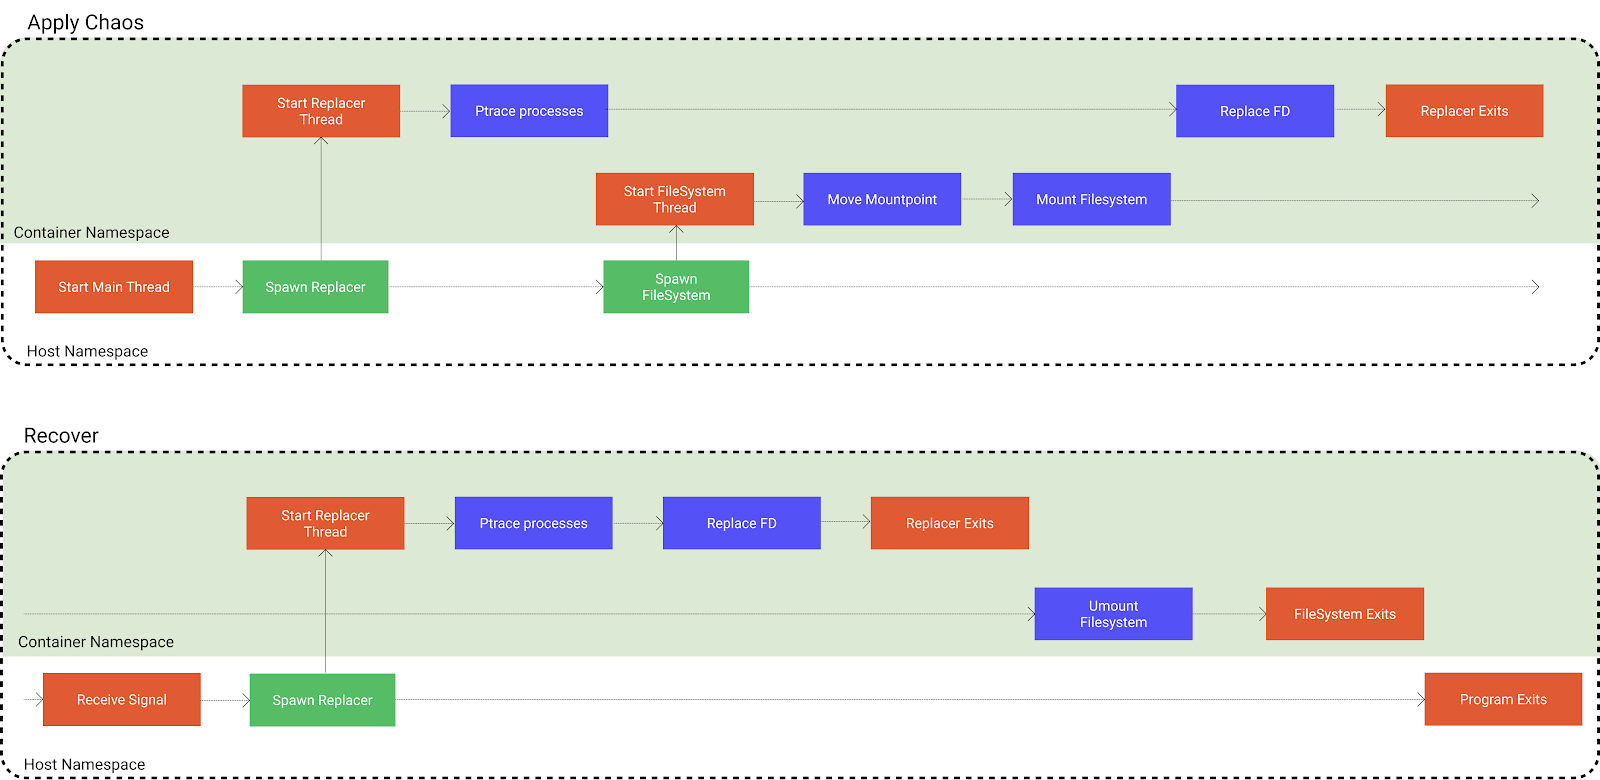 Apply Chaos
Start Replacer
Thread
Ptrace processes
Replace FD
Replacer Exits
Start FileSystem
Thread
Move Mountpoint
Mount Filesystem
Container Namespace
Start Main Thread
Spawn Replacer
Spawn
FileSystem
Host Namespace
Recover
Start Replacer
Thread
Ptrace processes
Replace FD
Replacer Exits
Umount
Filesystem
FileSystem Exits
Container Namespace
Receive Signal
Spawn Replacer
Program Exits
Host Namespace